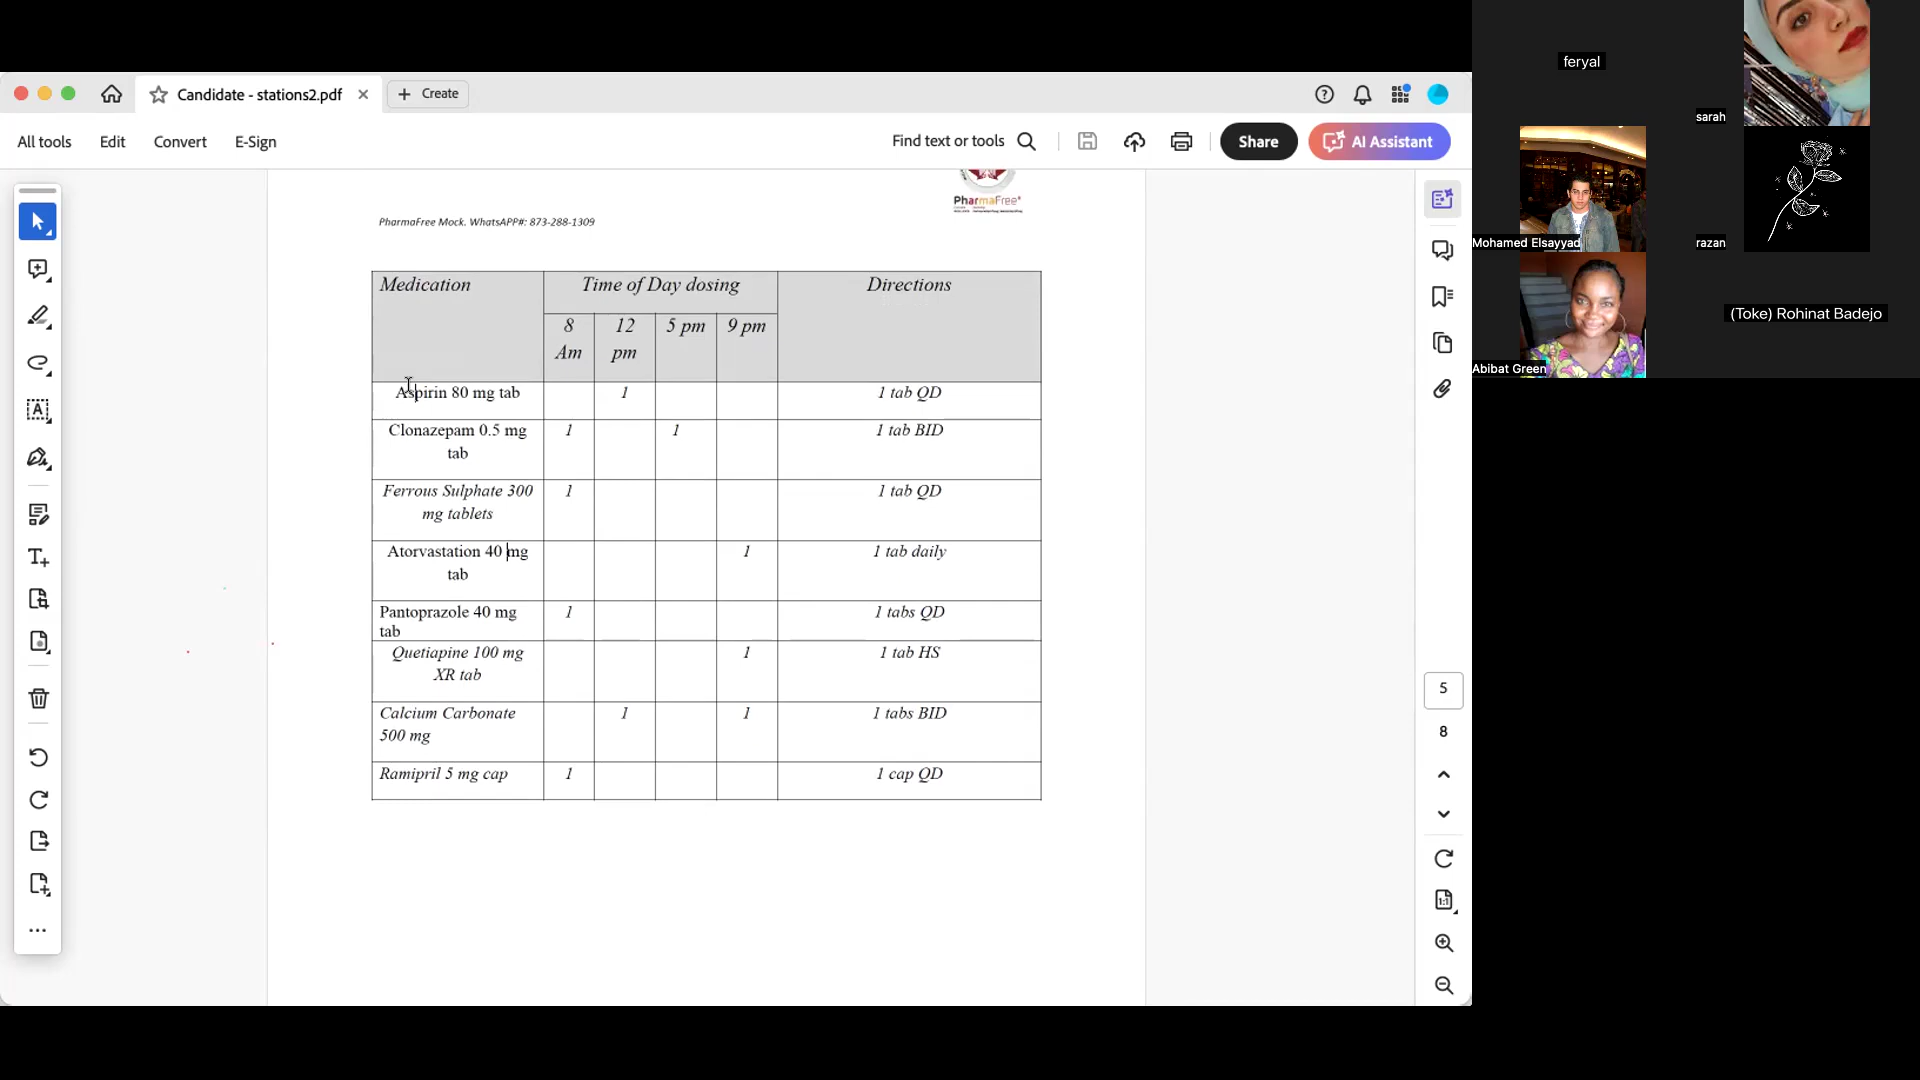 Candidate - stations2.pdf
Create
All tools
Edit
Convert
E-Sign
Find text or tools
Share
AI Assistant
PharmaFree®
PharmaFree Mock. WhatsAPP#: 873-288-1309
Medication Time of Day dosing Directions
8 12 5 pm 9 pm
Am pm
Aspirin 80 mg tab 1 1 tab QD
Clonazepam 0.5 mg 1 1 1 tab BID
tab
Ferrous Sulphate 300 1 1 tab QD
mg tablets
Atorvastation 40 mg 1 1 tab daily
tab
Pantoprazole 40 mg 1 1 tabs QD
tab
Quetiapine 100 mg 1 1 tab HS
XR tab
Calcium Carbonate 1 1 1 tabs BID
500 mg
Ramipril 5 mg cap 1 1 cap QD
5
8
1:1
feryal
sarah
Mohamed Elsayyad
razan
Abibat Green
(Toke) Rohinat Badejo